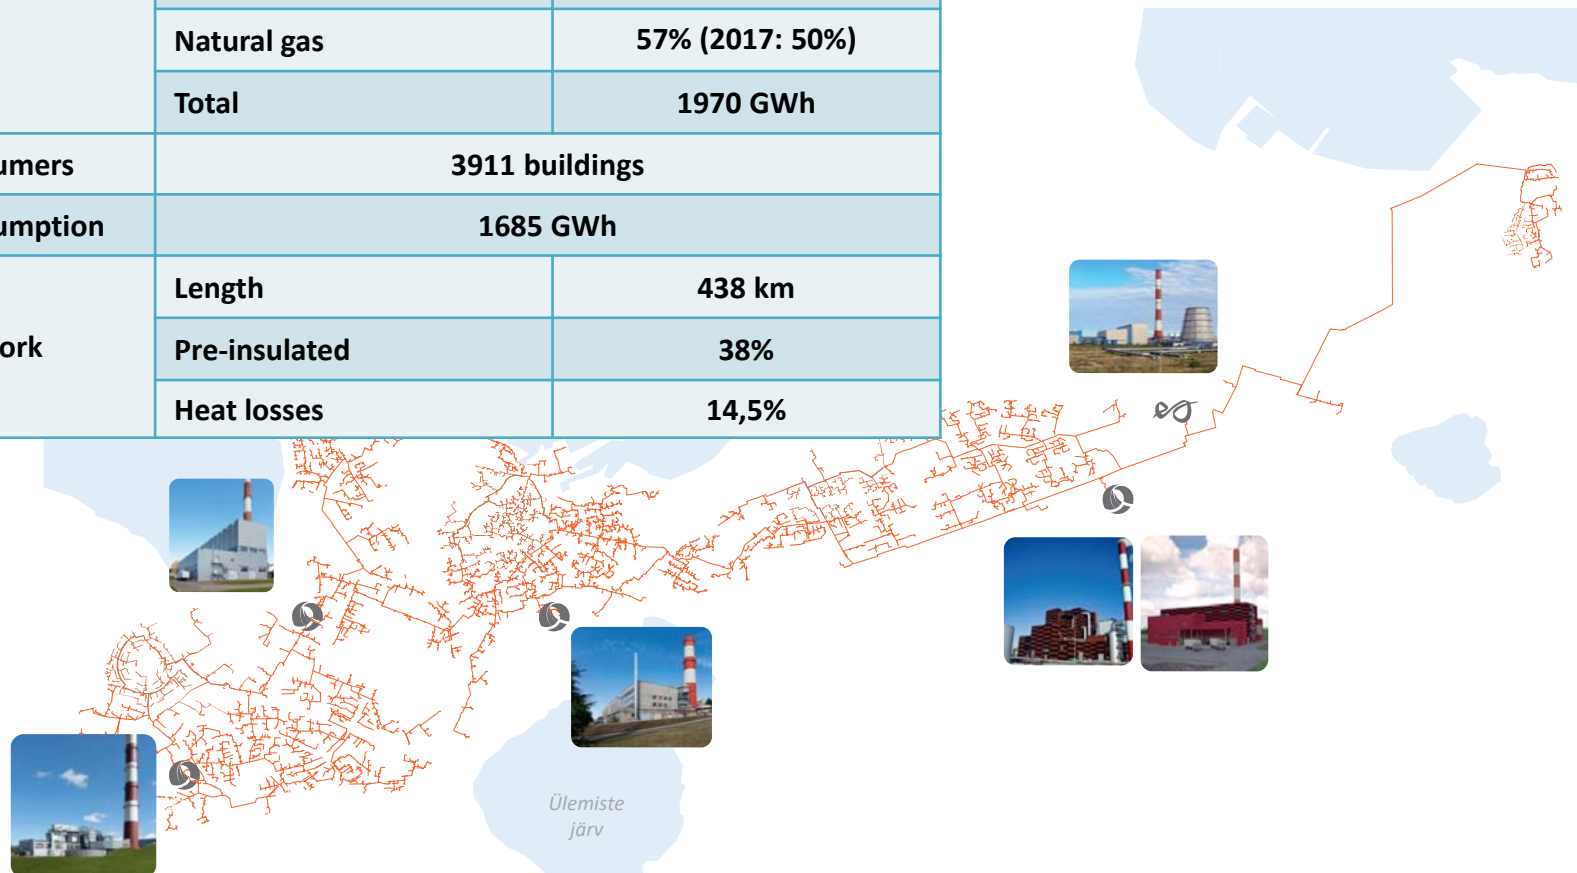 Natural gas 57% (2017: 50%)
Total 1970 GWh
umers 3911 buildings
umption 1685 GWh
Length 438 km
ork Pre-insulated 38%
Heat losses 14,5%
Ülemiste
järv